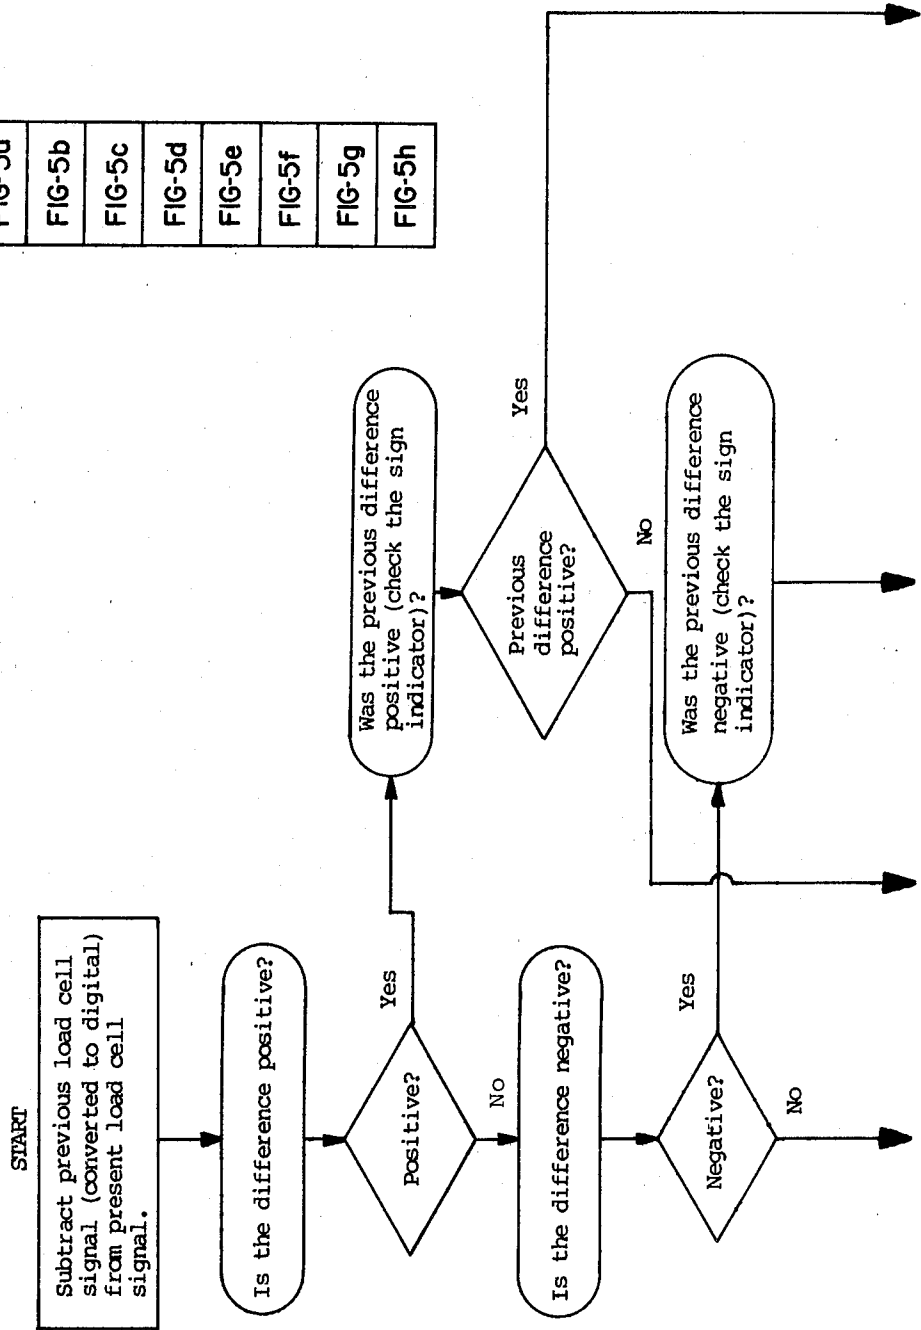 START
Subtract previous load cell
signal (converted to digital)
from present load cell
signal.
Is the difference positive?
Positive?
Yes
No
Is the difference negative?
Negative?
Yes
No
Was the previous difference
positive (check the sign
indicator)?
Previous
difference
positive?
Yes
No
Was the previous difference
negative (check the sign
indicator)?
FIG-5b
FIG-5c
FIG-5d
FIG-5e
FIG-5f
FIG-5g
FIG-5h